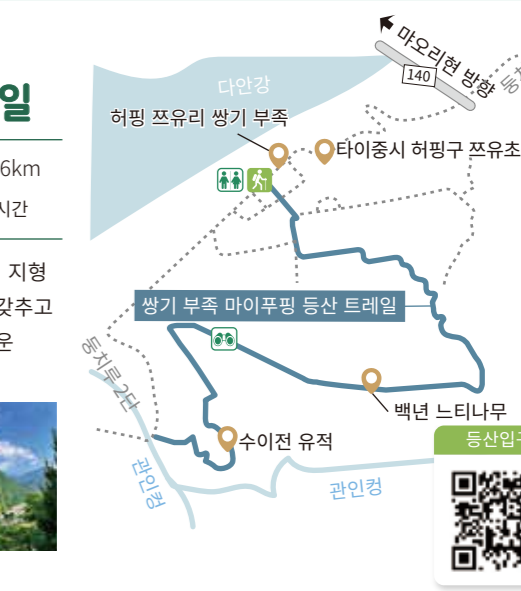 일
6km
시간
지형
갖추고
운
마오리현 방향
140
다안강
허핑 쯔유리 쌍기 부족
타이중시 허핑구 쯔유초
쌍기 부족 마이푸핑 등산 트레일
동치루 2단
백년 느티나무
수이전 유적
등산입구
관인컹
관인컹